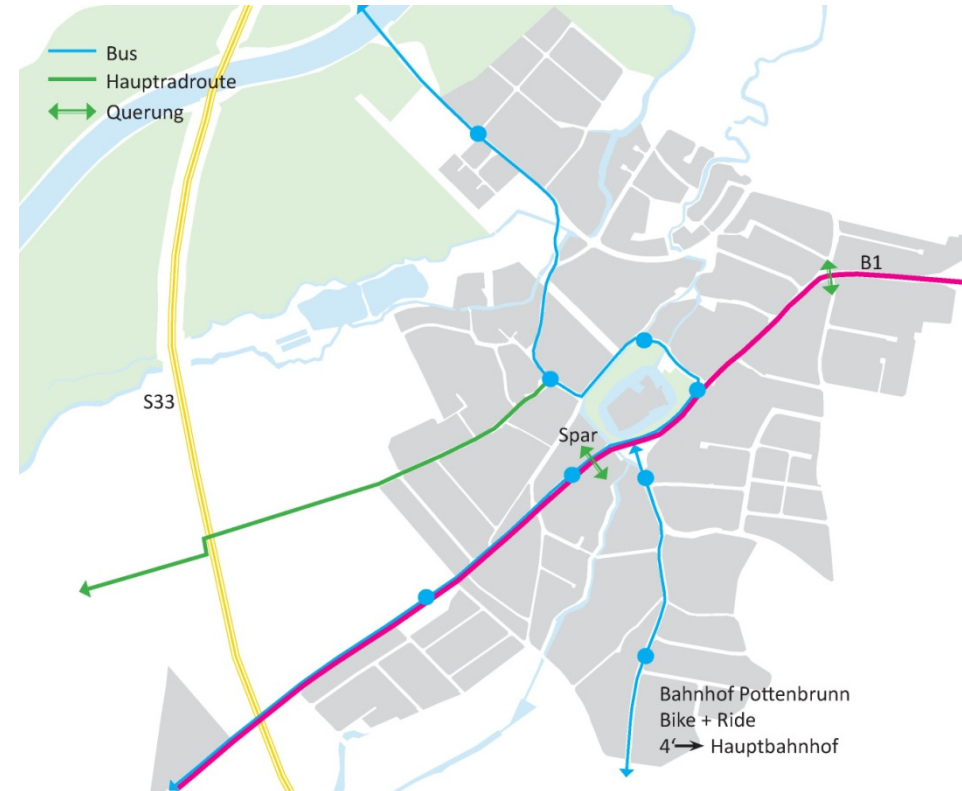 Bus
Hauptradroute
Querung
B1
S33
Spar
Bahnhof Pottenbrunn
Bike + Ride
4‘→ Hauptbahnhof